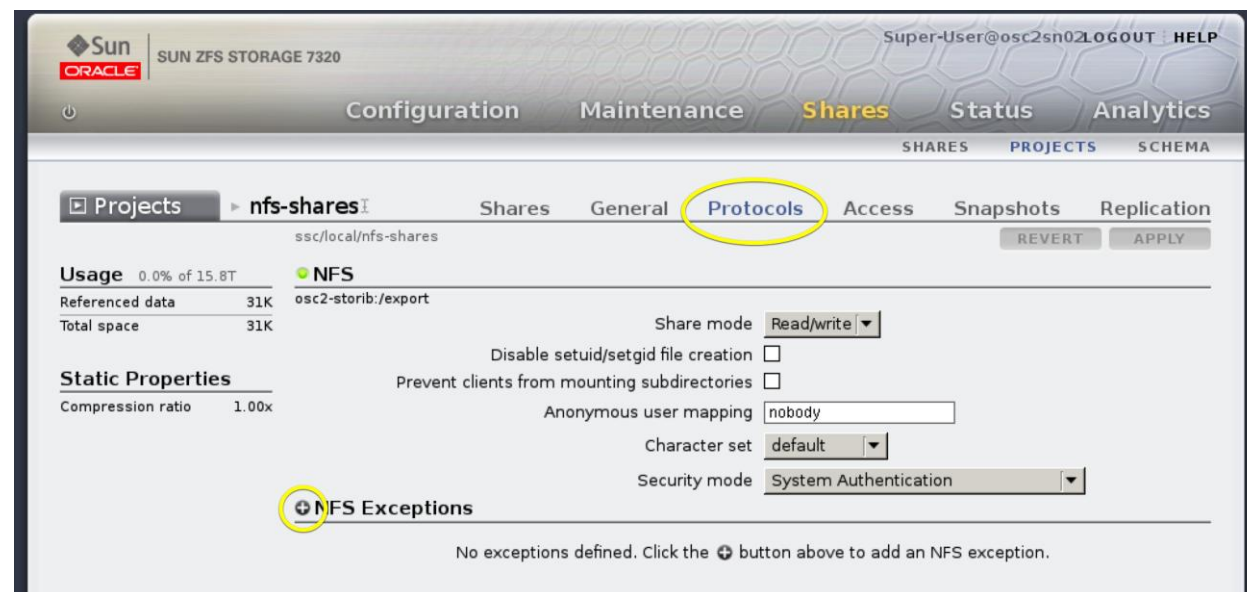 Sun
ORACLE
SUN ZFS STORAGE 7320
Super-User@osc2sn02 LOGOUT HELP
Configuration Maintenance Shares Status Analytics
SHARES PROJECTS SCHEMA
Projects nfs-shares Shares General Protocols Access Snapshots Replication
ssc/local/nfs-shares REVERT APPLY
Usage 0.0% of 15.8T
Referenced data 31K
Total space 31K
Static Properties
Compression ratio 1.00x
NFS
osc2-storib:/export
Share mode Read/write
Disable setuid/setgid file creation
Prevent clients from mounting subdirectories
Anonymous user mapping nobody
Character set default
Security mode System Authentication
NFS Exceptions
No exceptions defined. Click the button above to add an NFS exception.